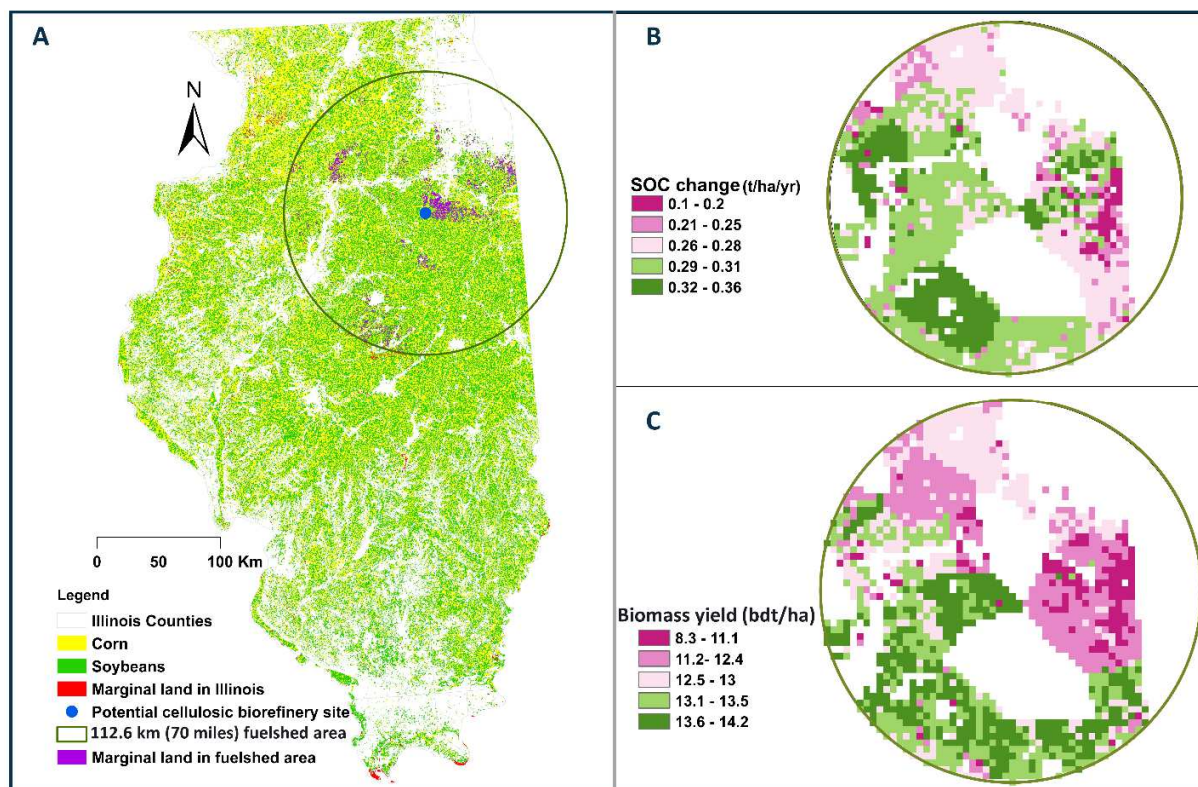 A
N
0 50 100 Km
Legend
Illinois Counties
Corn
Soybeans
Marginal land in Illinois
Potential cellulosic biorefinery site
112.6 km (70 miles) fuelshed area
Marginal land in fuelshed area
B
SOC change (t/ha/yr)
0.1 - 0.2
0.21 - 0.25
0.26 - 0.28
0.29 - 0.31
0.32 - 0.36
C
Biomass yield (bdt/ha)
8.3 - 11.1
11.2- 12.4
12.5 - 13
13.1 - 13.5
13.6 - 14.2